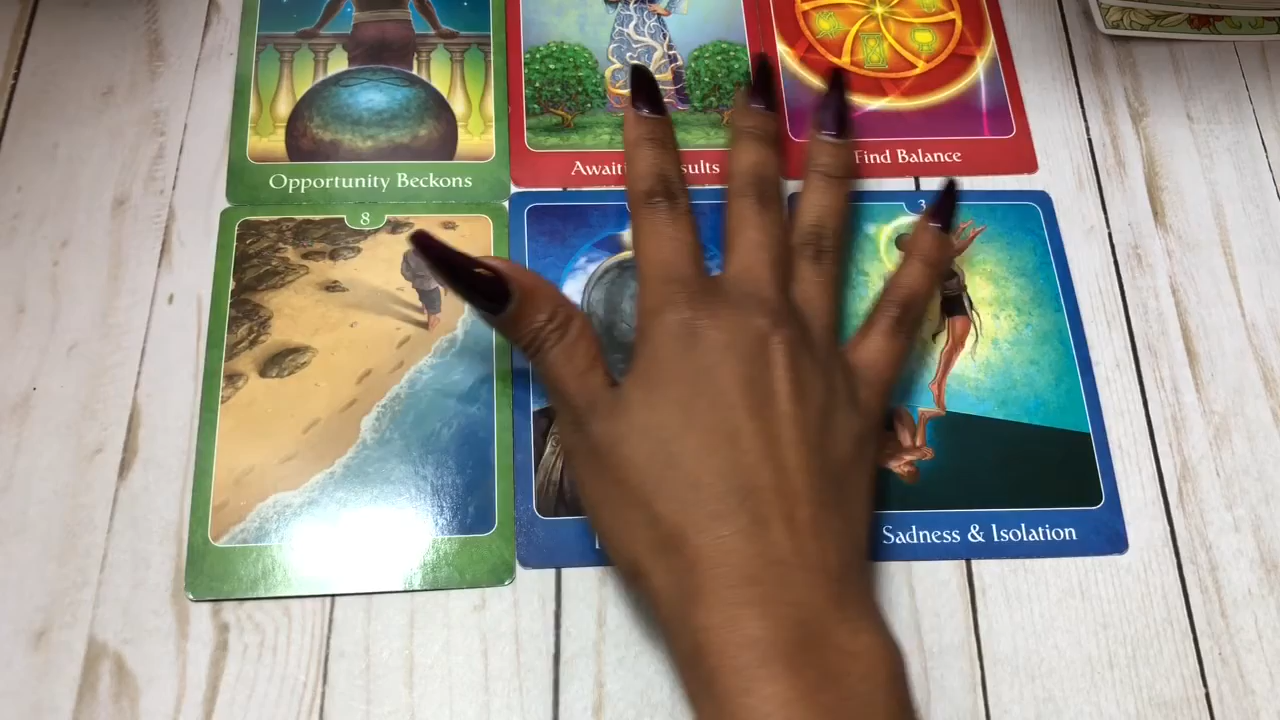 Opportunity Beckons
Find Balance
8
3
Sadness & Isolation